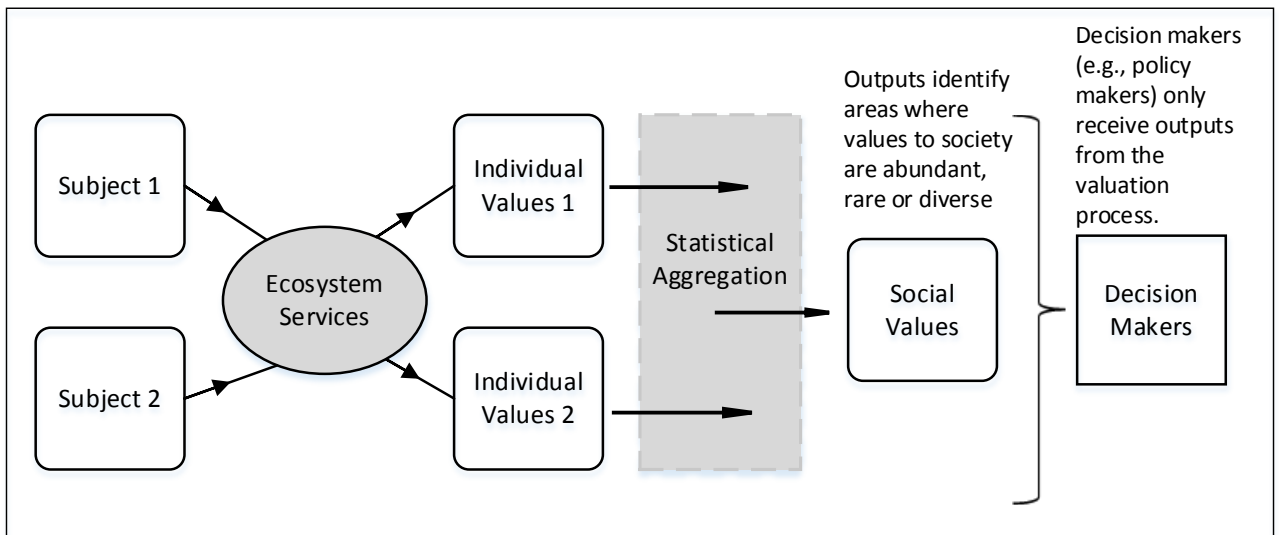 Subject 1
Subject 2
Ecosystem
Services
Individual
Values 1
Individual
Values 2
Statistical
Aggregation
Outputs identify
areas where
values to society
are abundant,
rare or diverse
Social
Values
Decision makers
(e.g., policy
makers) only
receive outputs
from the
valuation
process.
Decision
Makers